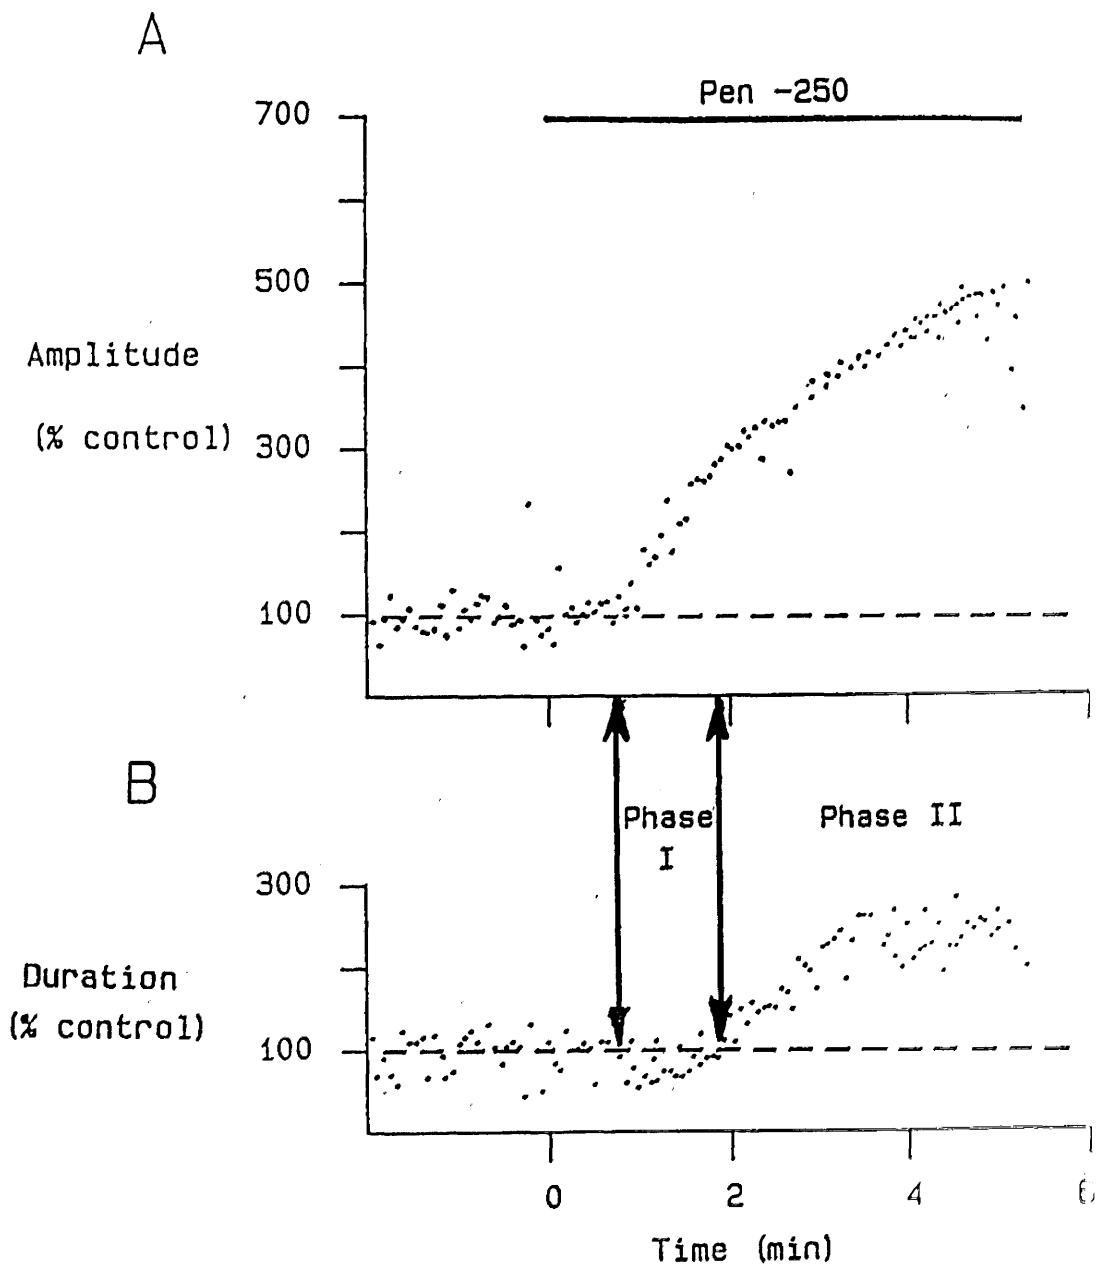 A
Pen -250
700
500
Amplitude
(% control)
300
100
B
Phase
I
Phase II
300
Duration
(% control)
100
0 2 4 6
Time (min)